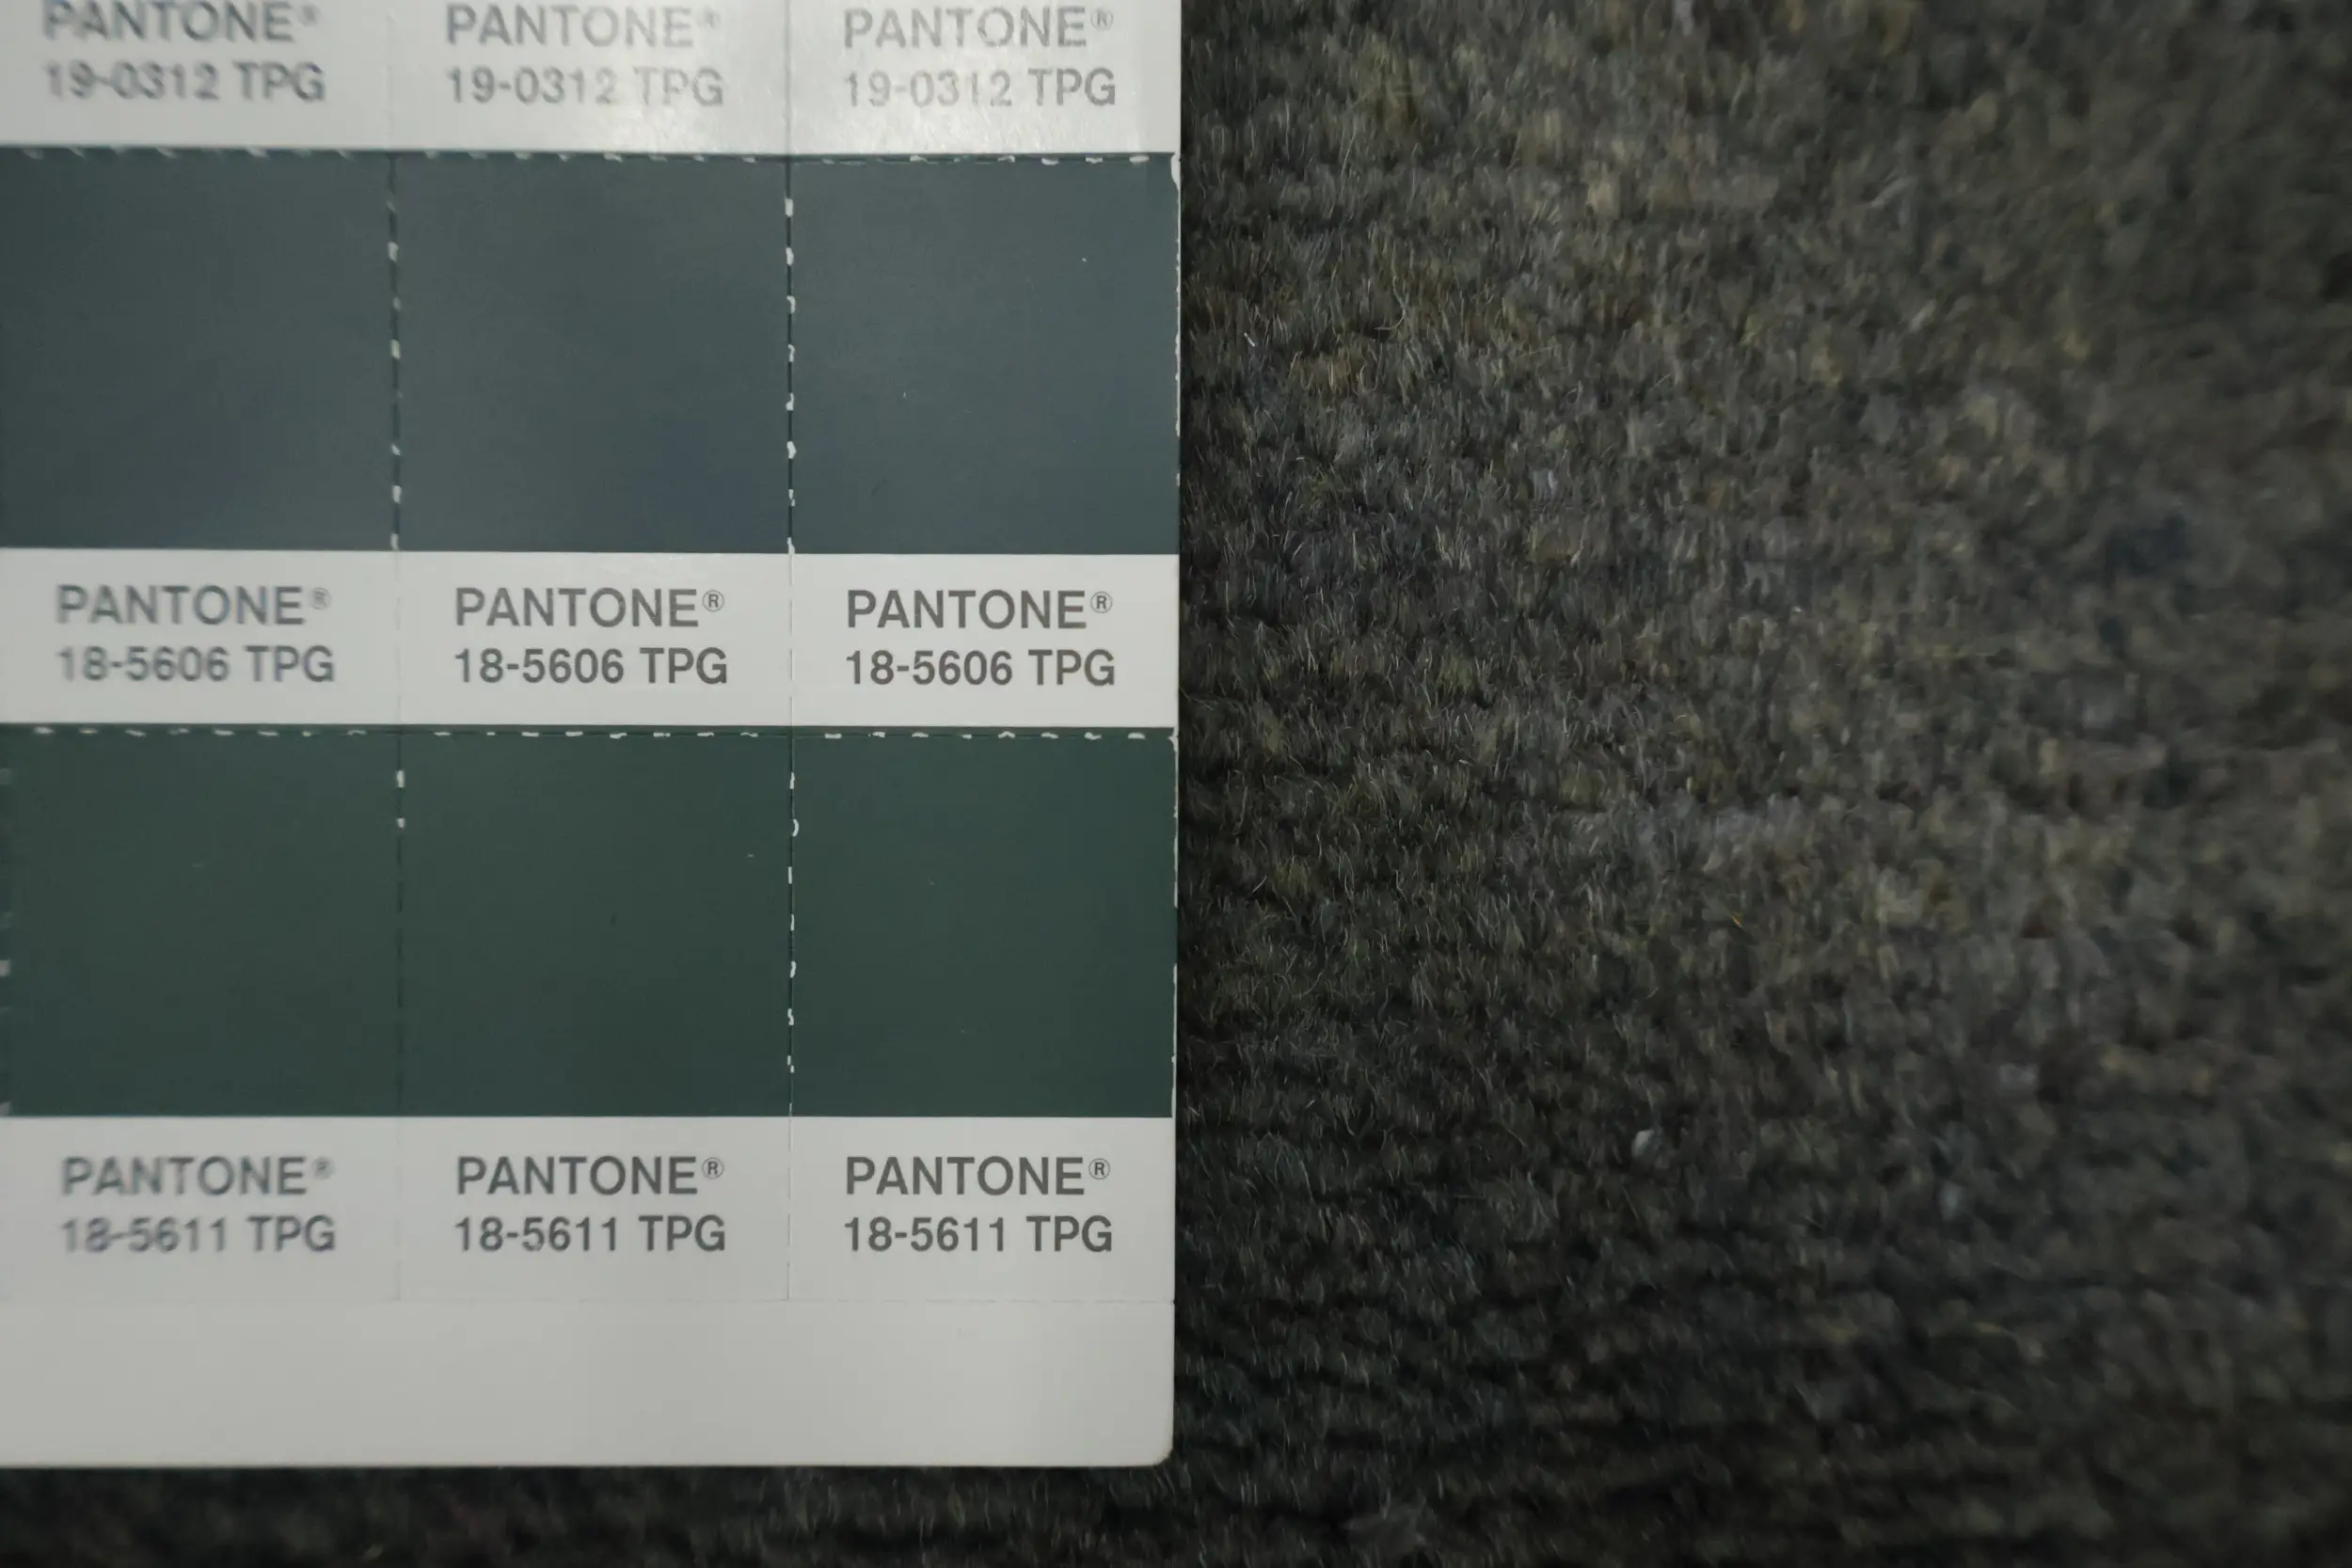 PANTONE® PANTONE® PANTONE®
19-0312 TPG 19-0312 TPG 19-0312 TPG
PANTONE® PANTONE® PANTONE®
18-5606 TPG 18-5606 TPG 18-5606 TPG
PANTONE® PANTONE® PANTONE®
18-5611 TPG 18-5611 TPG 18-5611 TPG